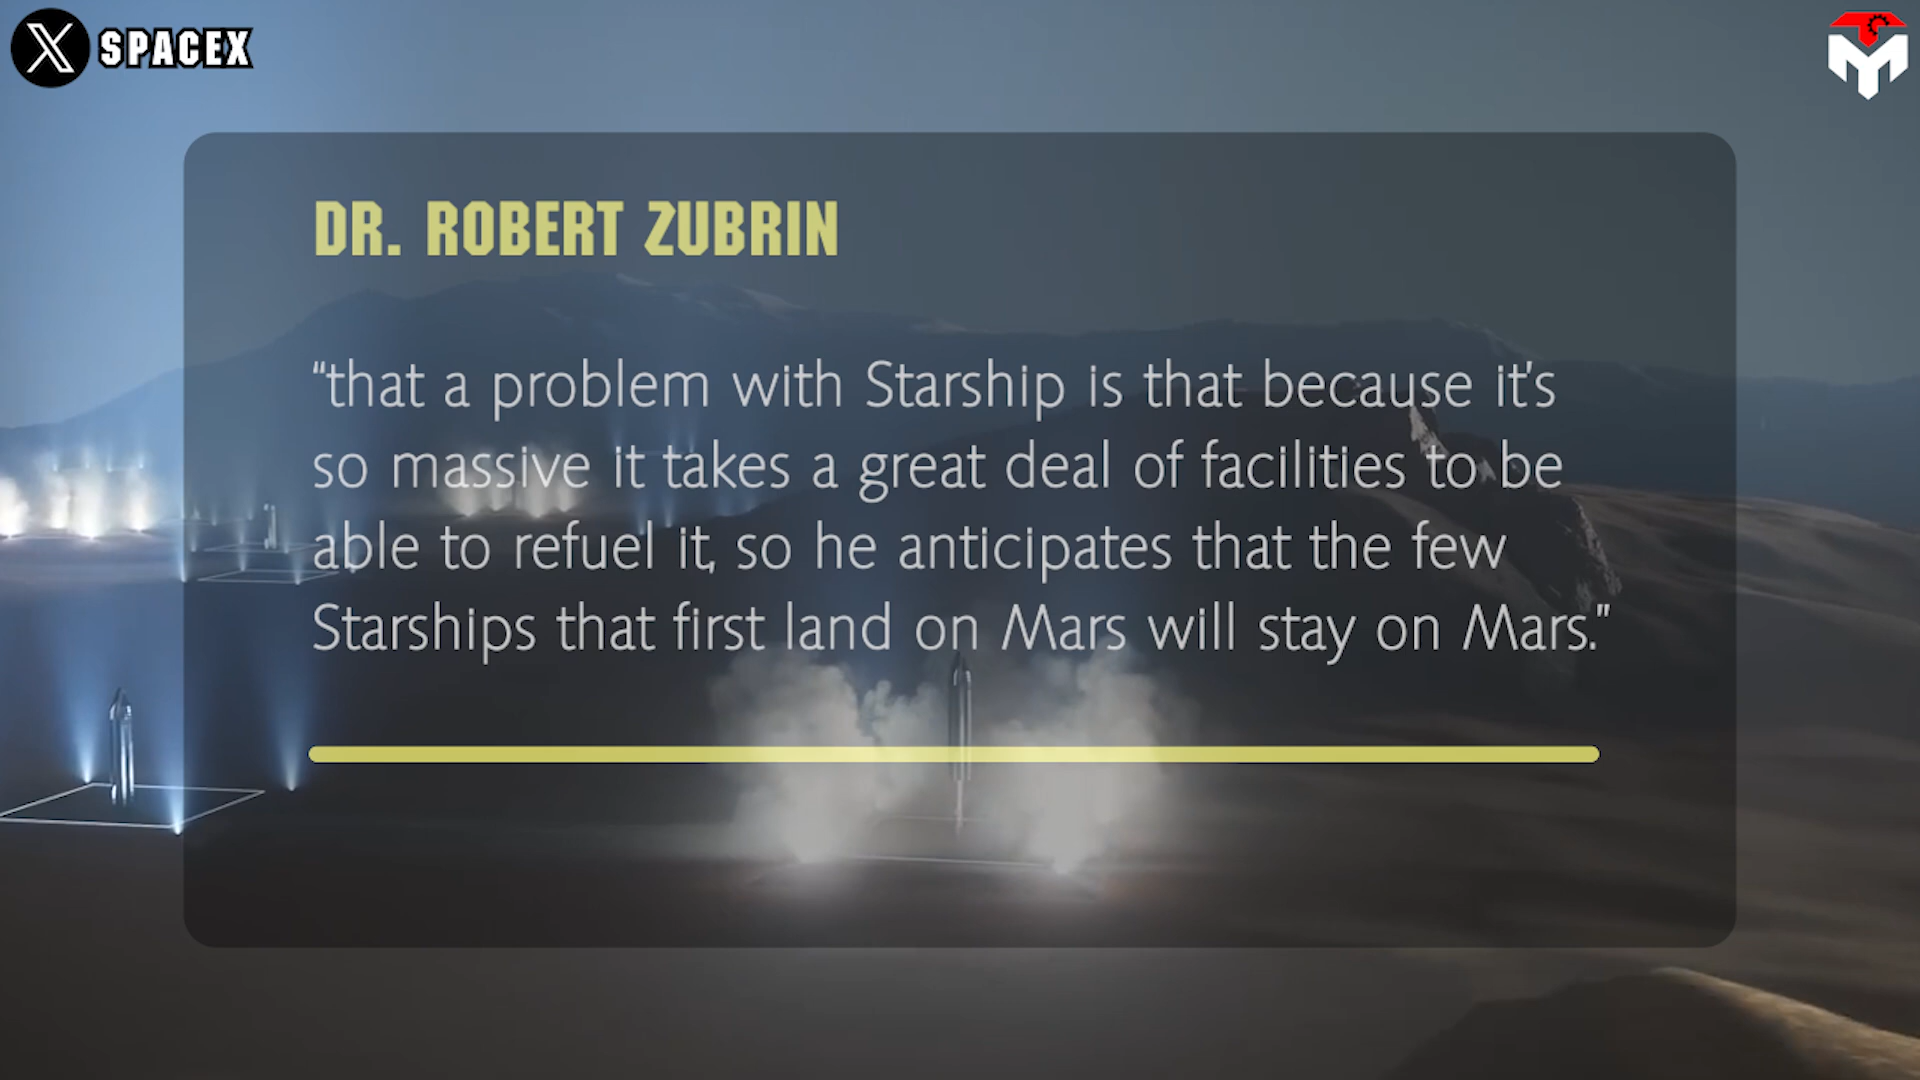 SPACEX
DR. ROBERT ZUBRIN
“that a problem with Starship is that because it’s
so massive it takes a great deal of facilities to be
able to refuel it, so he anticipates that the few
Starships that first land on Mars will stay on Mars.”